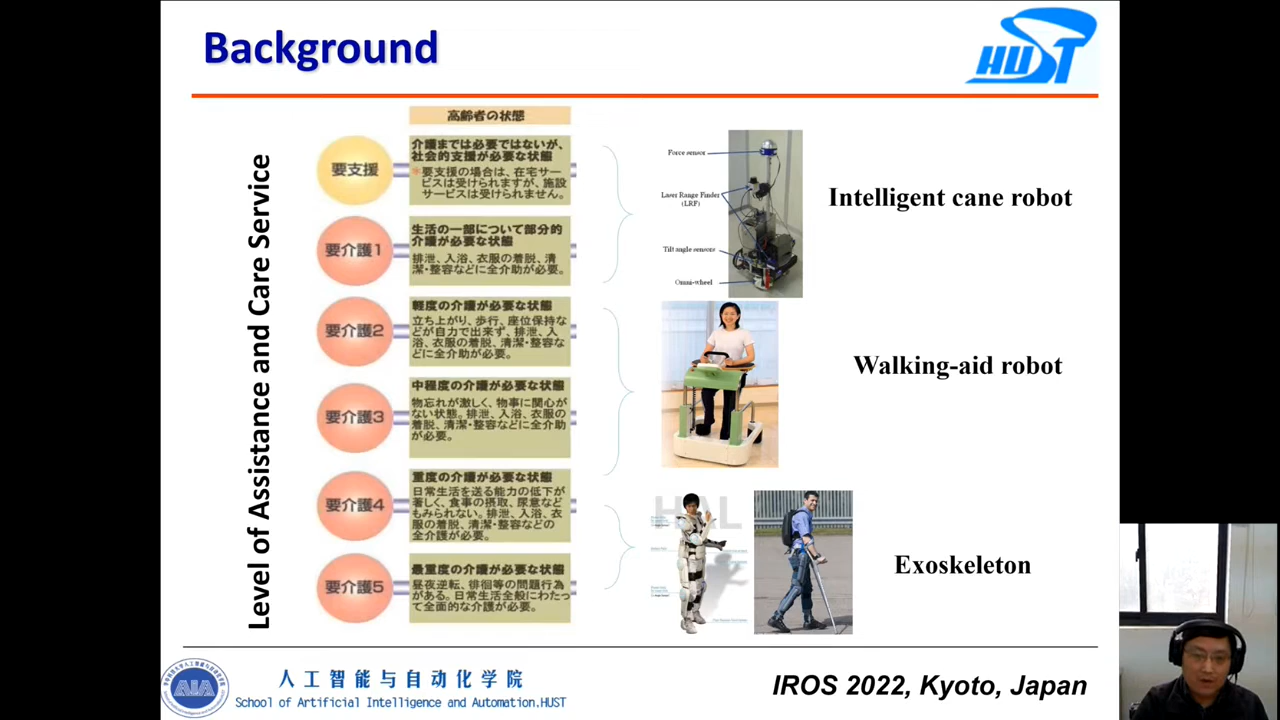 Background
HUST
Level of Assistance and Care Service
高齢者の状態
要支援
介護までは必要ではないが、
社会的支援が必要な状態
*要支援の場合は、在宅サー
ビスは受けられますが、施設
サービスは受けられません。
要介護1
生活の一部について部分的
介護が必要な状態
排泄、入浴、衣服の着脱、清
潔・整容などに全介助が必要。
要介護2
軽度の介護が必要な状態
立ち上がり、歩行、座位保持な
どが自力で出来ず、排泄、入
浴、衣服の着脱、清潔・整容な
どに全介助が必要。
要介護3
中程度の介護が必要な状態
物忘れが激しく、物事に関心が
ない状態。排泄、入浴、衣服の
着脱、清潔・整容などに全介助
が必要。
要介護4
重度の介護が必要な状態
日常生活を送る能力の低下が
著しく、食事の摂取、尿意など
もみられない。排泄、入浴、衣
服の着脱、清潔・整容などの
全介護が必要。
要介護5
最重度の介護が必要な状態
昼夜逆転、徘徊等の問題行為
がある。日常生活全般にわたっ
て全面的な介護が必要。
Force sensor
Laser Range Finder
(LRF)
Tilt angle sensors
Omni-wheel
Intelligent cane robot
Walking-aid robot
HAL
Exoskeleton
AIA
人工智能与自动化学院
School of Artificial Intelligence and Automation.HUST
IROS 2022, Kyoto, Japan